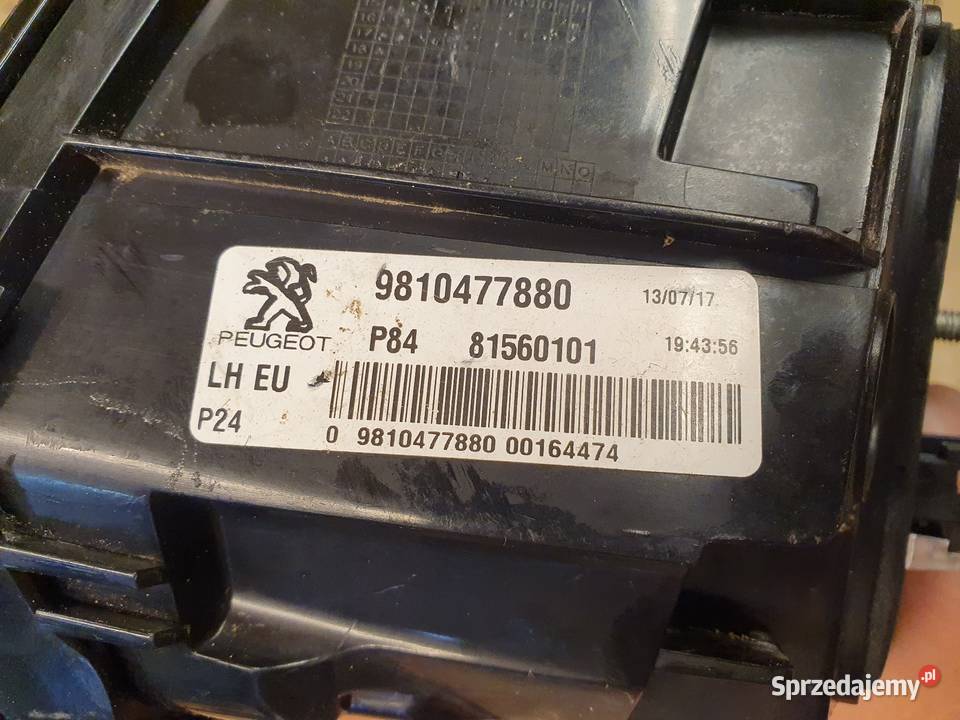 9810477880 13/07/17
PEUGEOT P84 81560101 19:43:56
LH EU
P24
0 9810477880 00164474
Sprzedajemy.pl